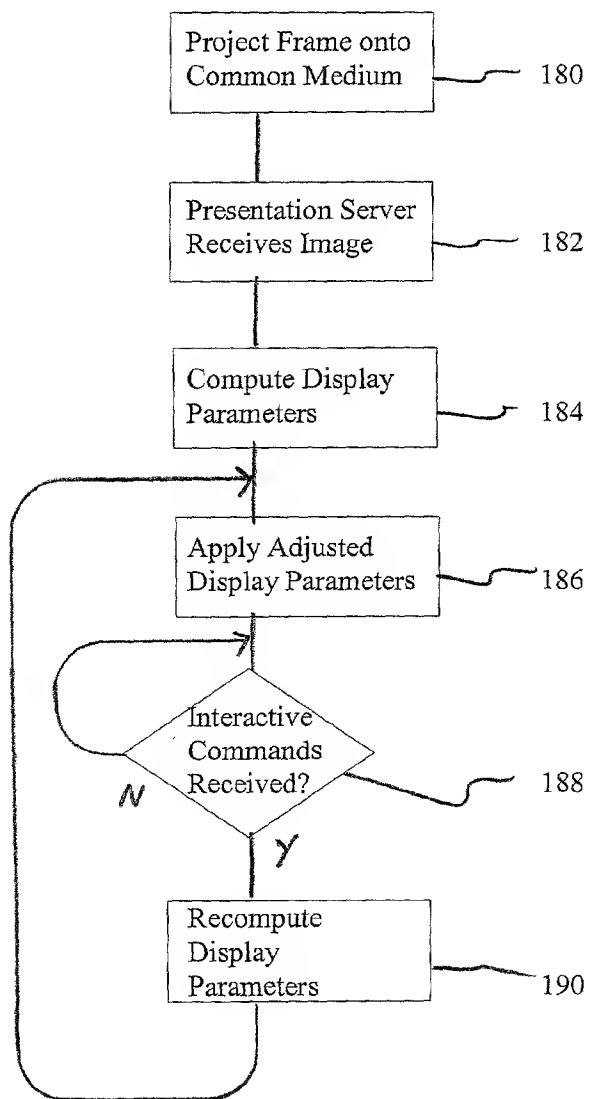 Project Frame onto
Common Medium
180
Presentation Server
Receives Image
182
Compute Display
Parameters
184
Apply Adjusted
Display Parameters
186
Interactive
Commands
Received?
188
N
Y
Recompute
Display
Parameters
190